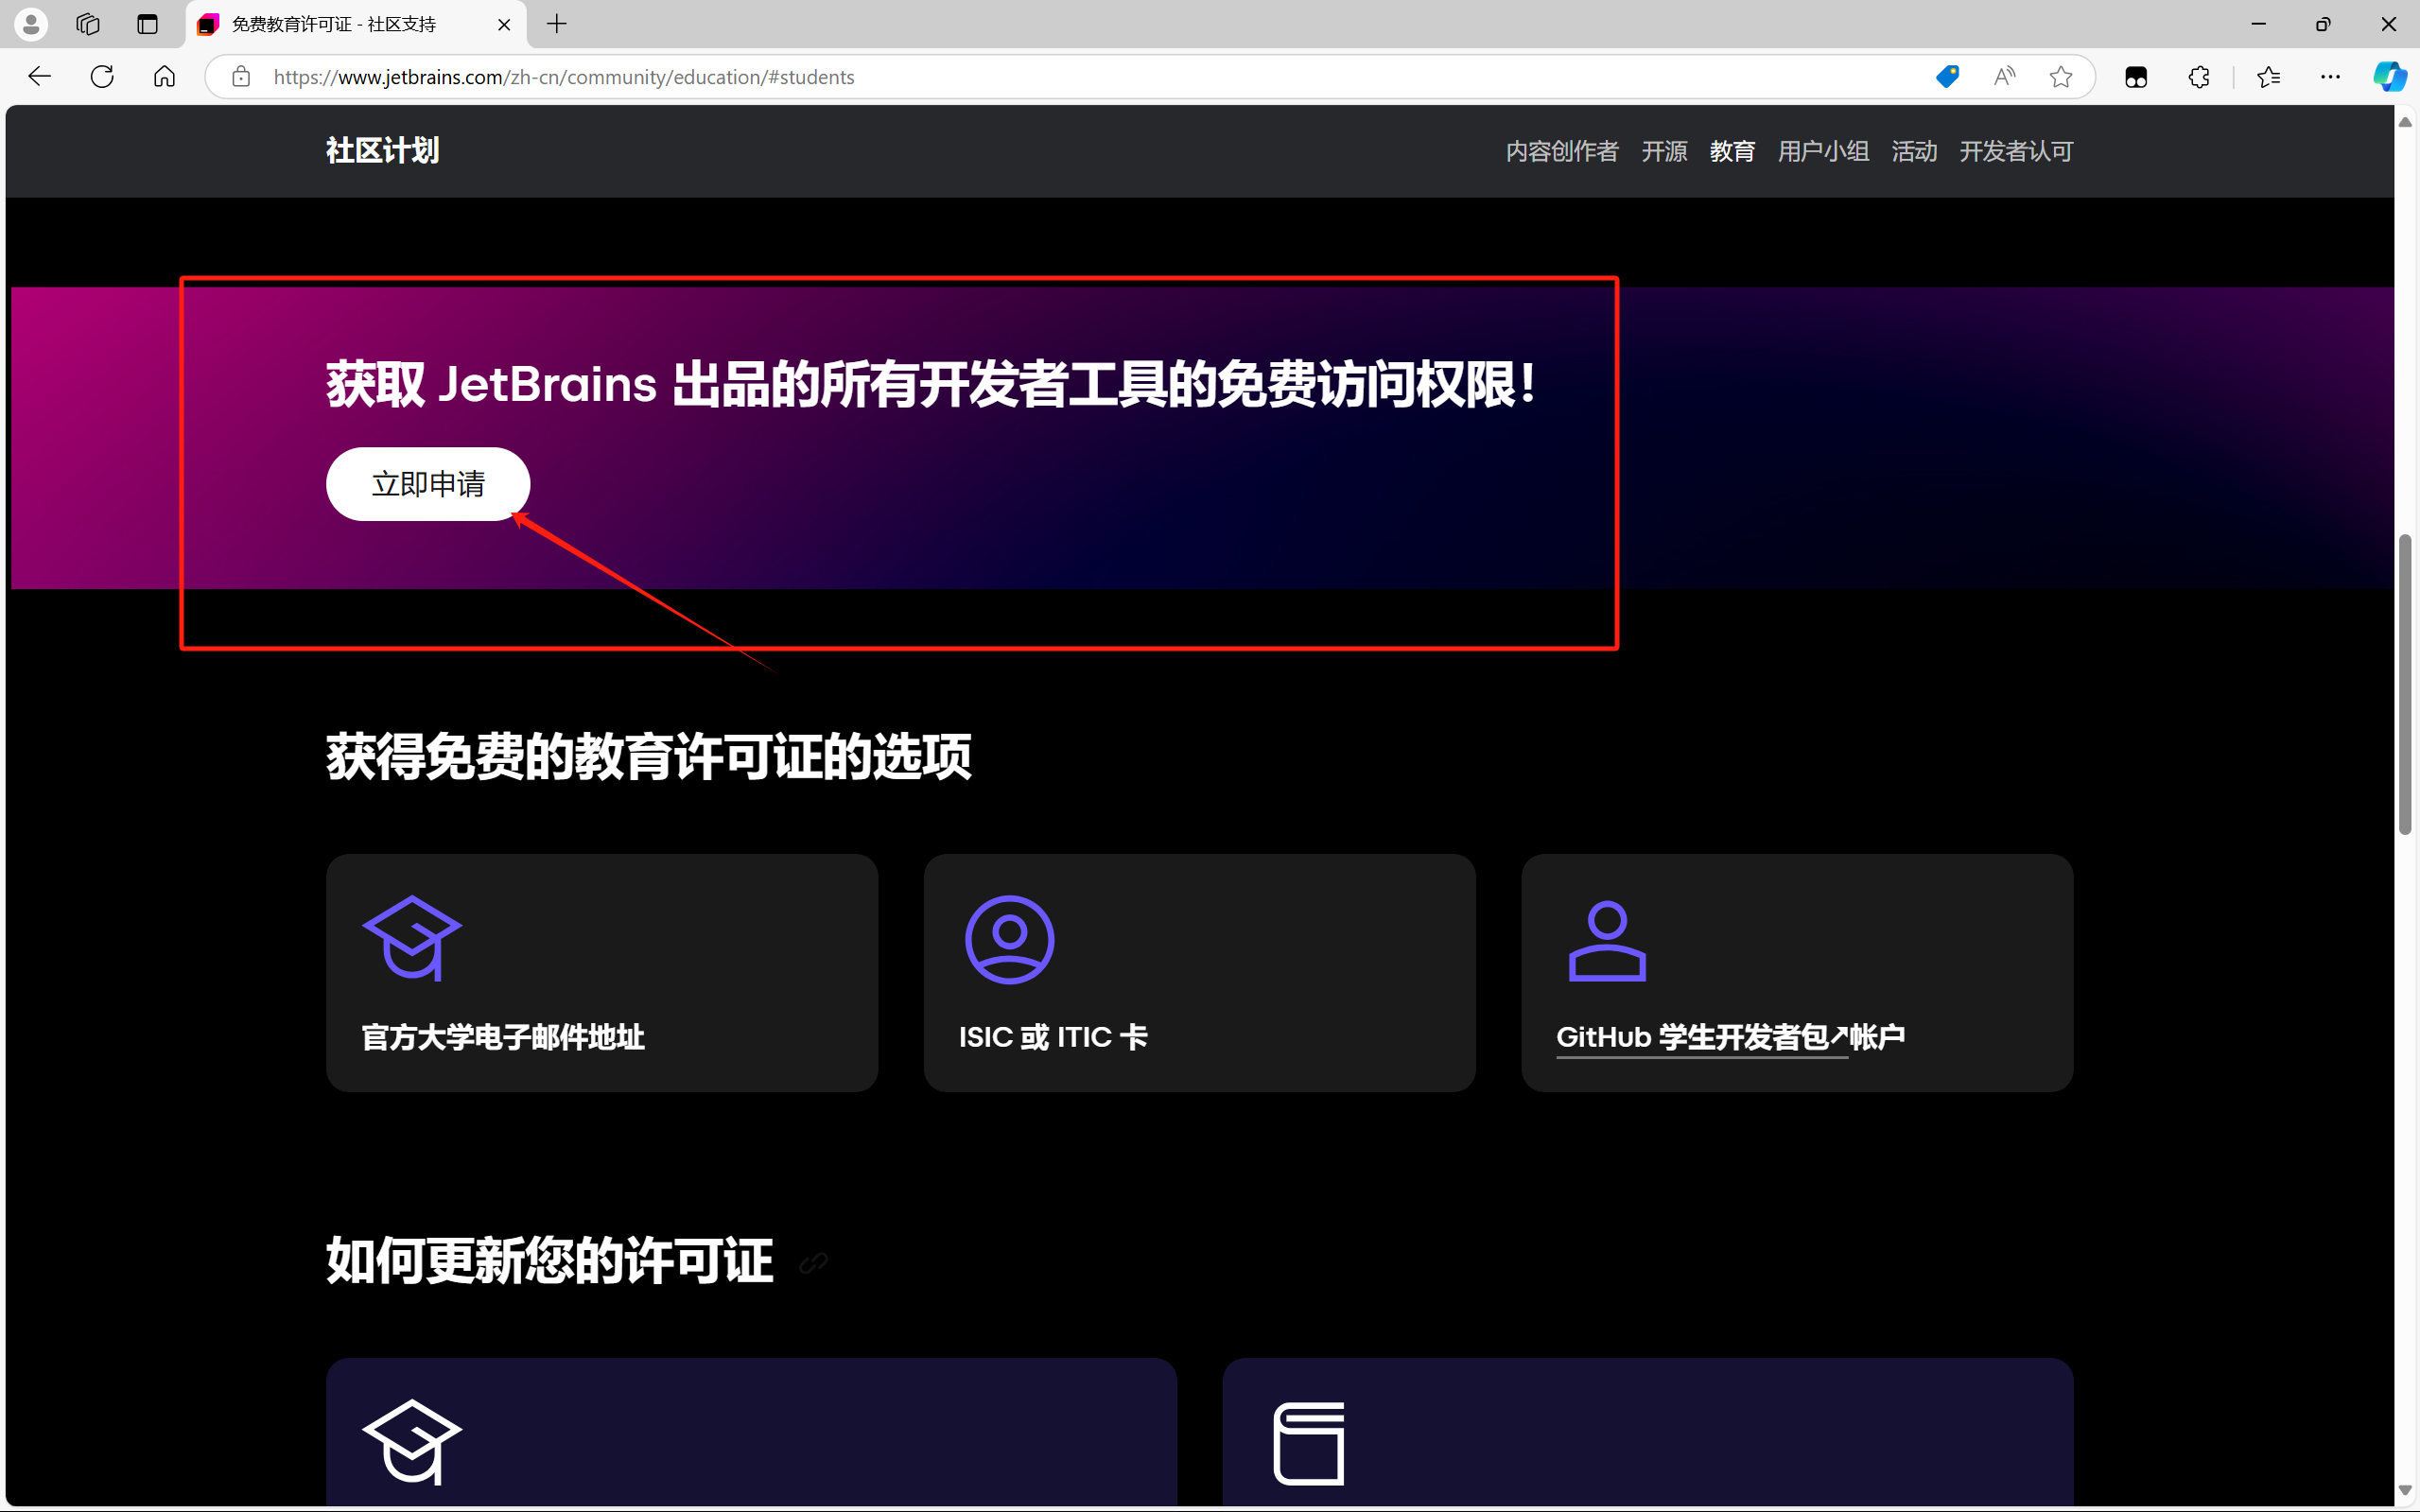 免费教育许可证 - 社区支持
https://www.jetbrains.com/zh-cn/community/education/#students
社区计划
内容创作者 开源 教育 用户小组 活动 开发者认可
获取 JetBrains 出品的所有开发者工具的免费访问权限！
立即申请
获得免费的教育许可证的选项
官方大学电子邮件地址
ISIC 或 ITIC 卡
GitHub 学生开发者包↗帐户
如何更新您的许可证